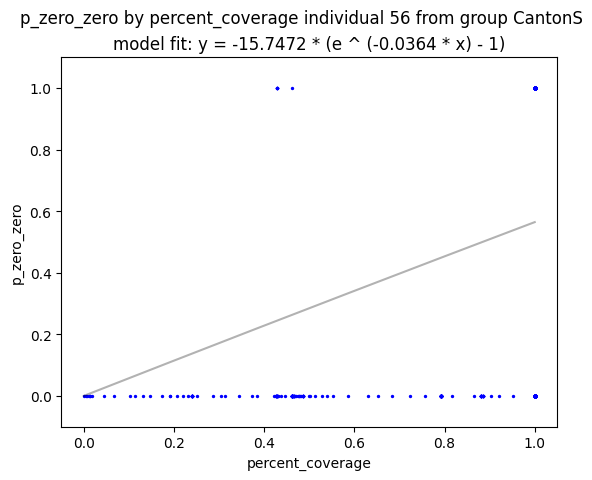 p_zero_zero by percent_coverage individual 56 from group CantonS
model fit: y = -15.7472 * (e ^ (-0.0364 * x) - 1)
1.0
0.8
0.6
0.4
0.2
0.0
p_zero_zero
0.0 0.2 0.4 0.6 0.8 1.0
percent_coverage